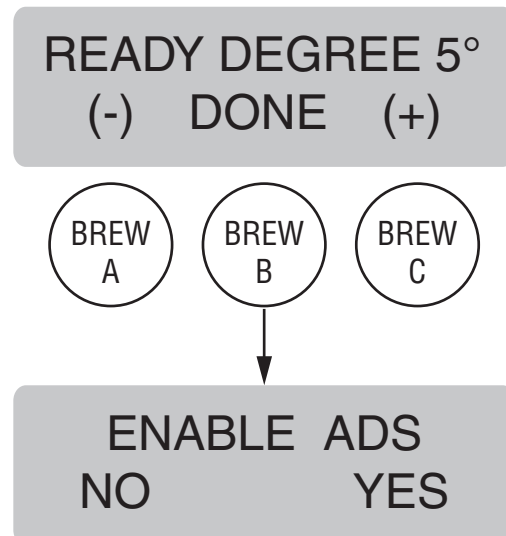 READY DEGREE 5°
(-) DONE (+)
BREW
A
BREW
B
BREW
C
ENABLE ADS
NO YES